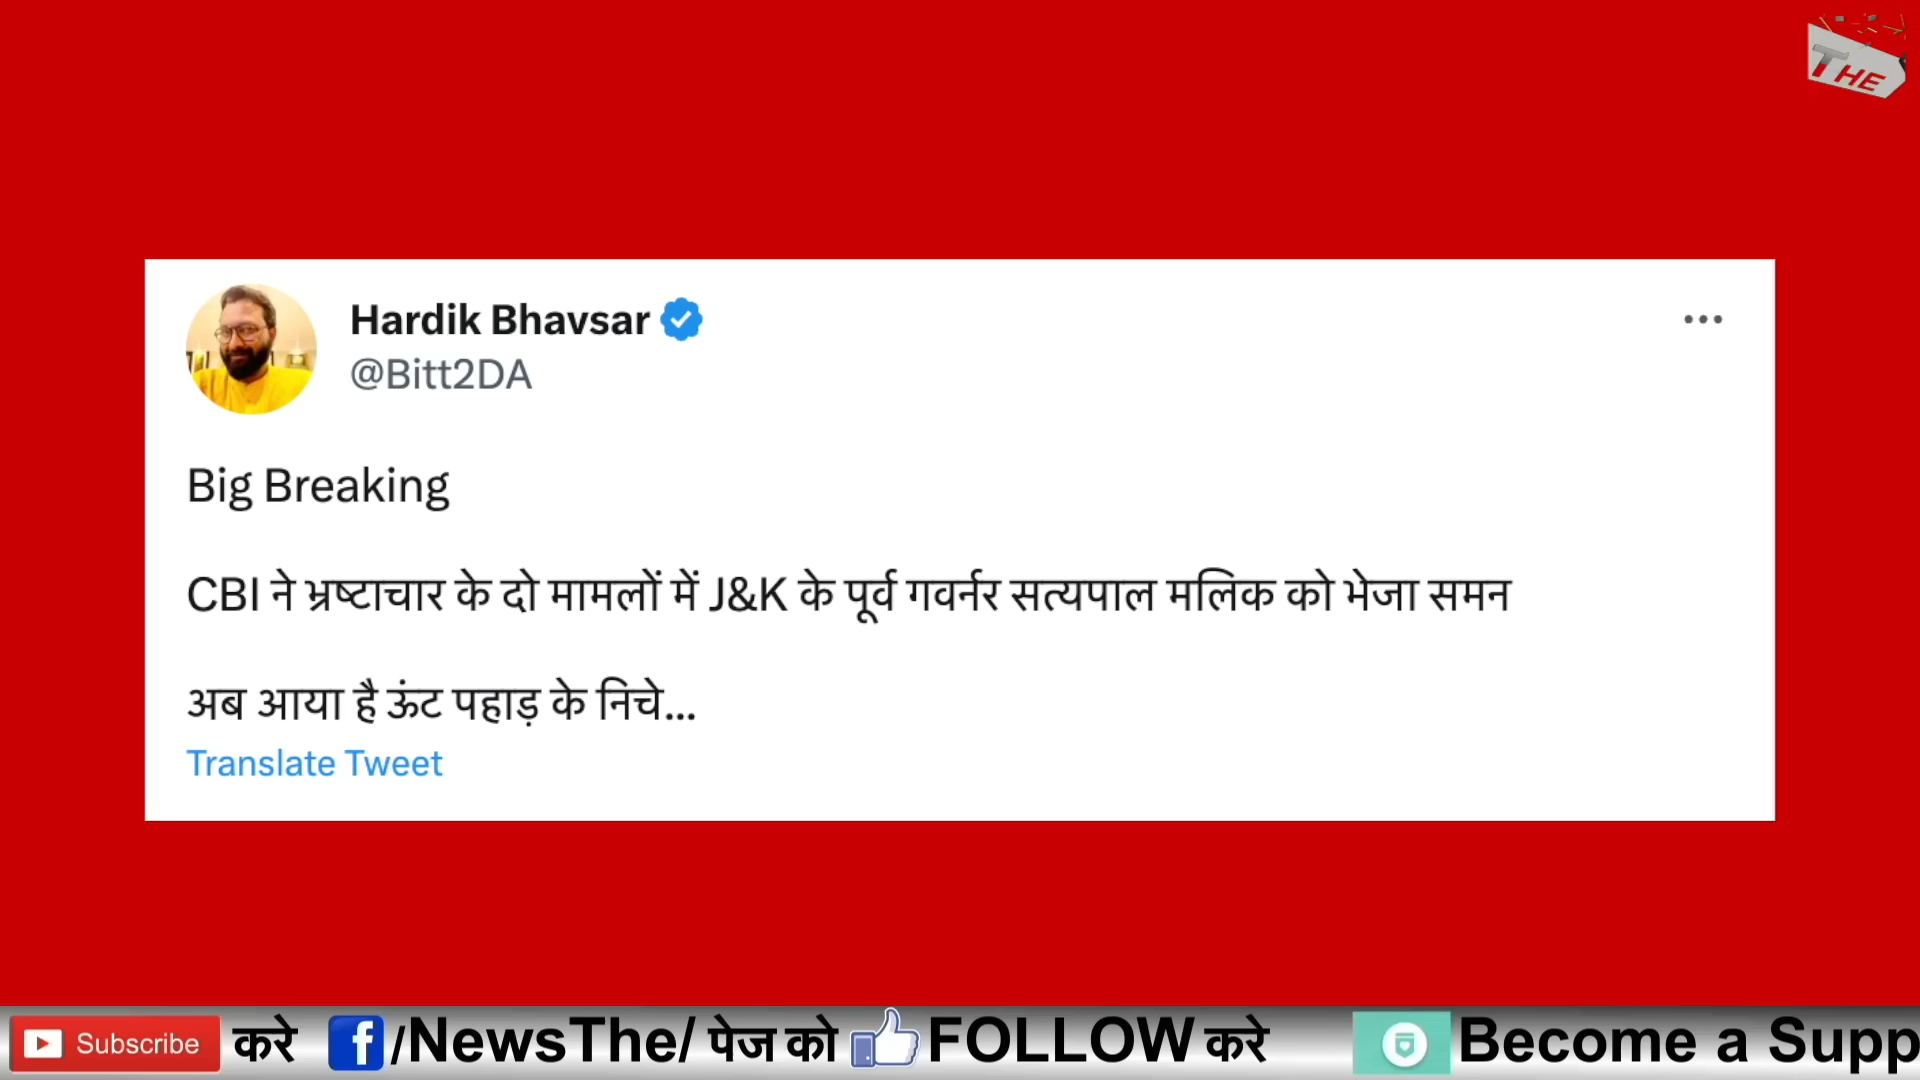 THE
Hardik Bhavsar
@Bitt2DA
Big Breaking
CBI ने भ्रष्टाचार के दो मामलों में J&K के पूर्व गवर्नर सत्यपाल मलिक को भेजा समन
अब आया है ऊंट पहाड़ के निचे...
Translate Tweet
Subscribe करे /NewsThe/ पेज को FOLLOW करे Become a Supp